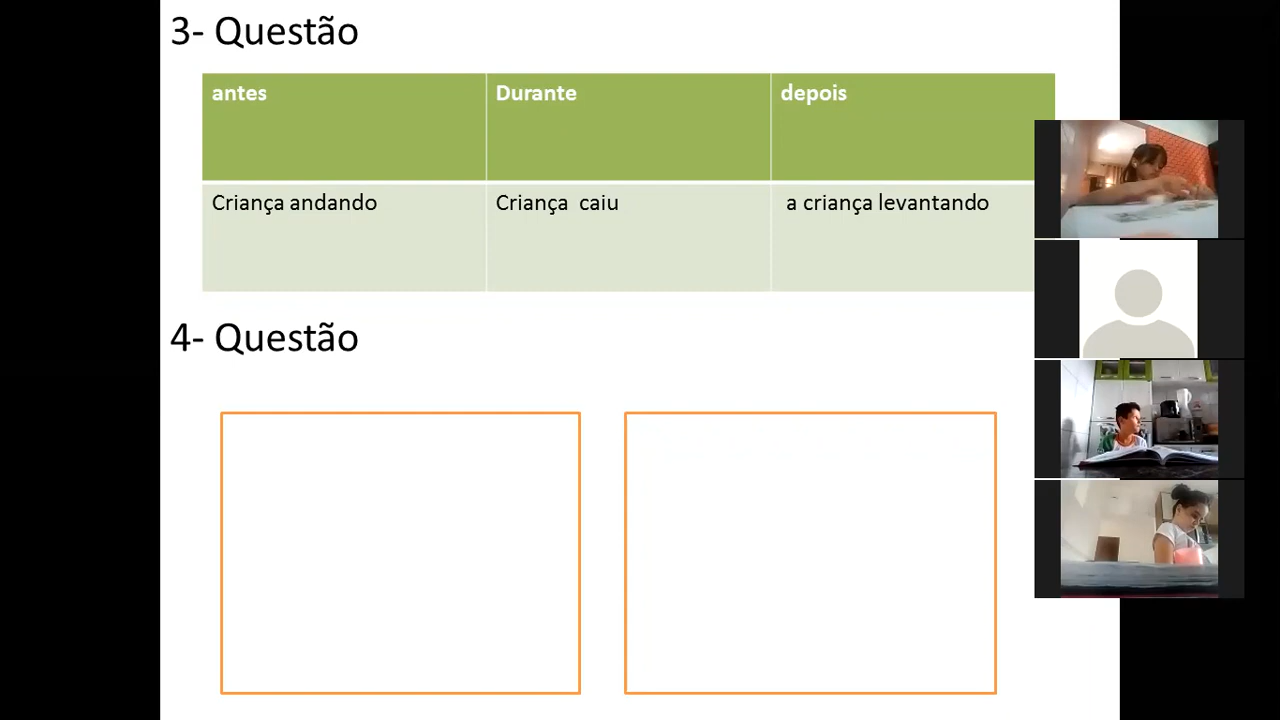 3- Questão
antes Durante depois
Criança andando Criança caiu a criança levantando
4- Questão